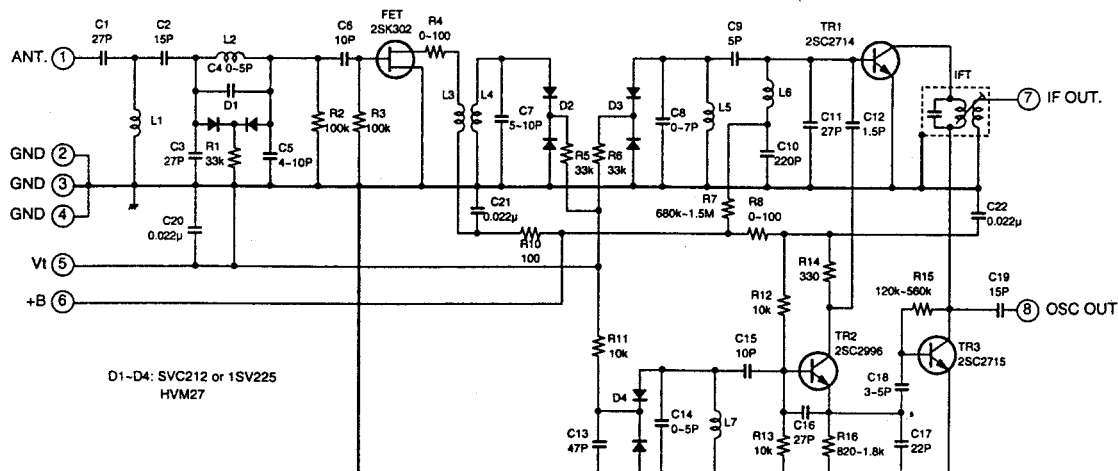 ANT. 1
GND 2
GND 3
GND 4
Vt 5
+B 6
C1
27P
C2
15P
L1
L2
C4 0~5P
D1
C3
27P
R1
33k
C5
4~10P
C20
0.022μ
R2
100k
C6
10P
R3
100k
FET
2SK302
R4
0~100
L3
L4
C7
5~10P
D2
C21
0.022μ
R10
100
R5
33k
R6
33k
D3
C8
0~7P
L5
C9
5P
L6
C10
220P
R7
680k~1.5M
R8
0~100
C11
27P
C12
1.5P
TR1
2SC2714
IFT
7 IF OUT.
C22
0.022μ
R14
330
R12
10k
R15
120k~560k
C19
15P
8 OSC OUT
R11
10k
C15
10P
TR2
2SC2996
TR3
2SC2715
D1~D4: SVC212 or 1SV225
HVM27
D4
C13
47P
C14
0~5P
L7
R13
10k
C16
27P
R16
820~1.8k
C18
3~5P
C17
22P